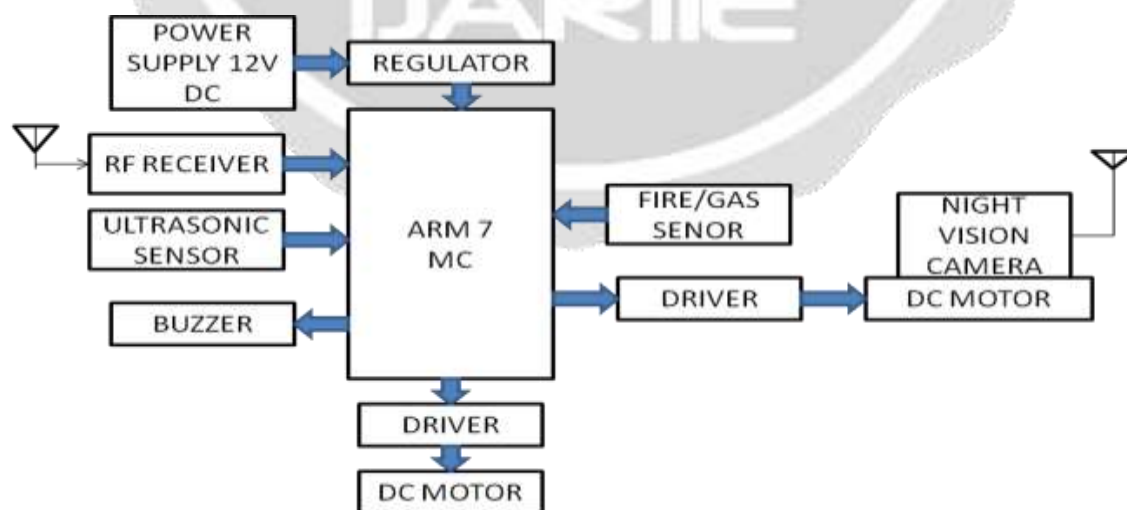 IJARIIE
POWER
SUPPLY 12V
DC
REGULATOR
RF RECEIVER
ULTRASONIC
SENSOR
BUZZER
ARM 7
MC
FIRE/GAS
SENOR
NIGHT
VISION
CAMERA
DRIVER
DC MOTOR
DRIVER
DC MOTOR